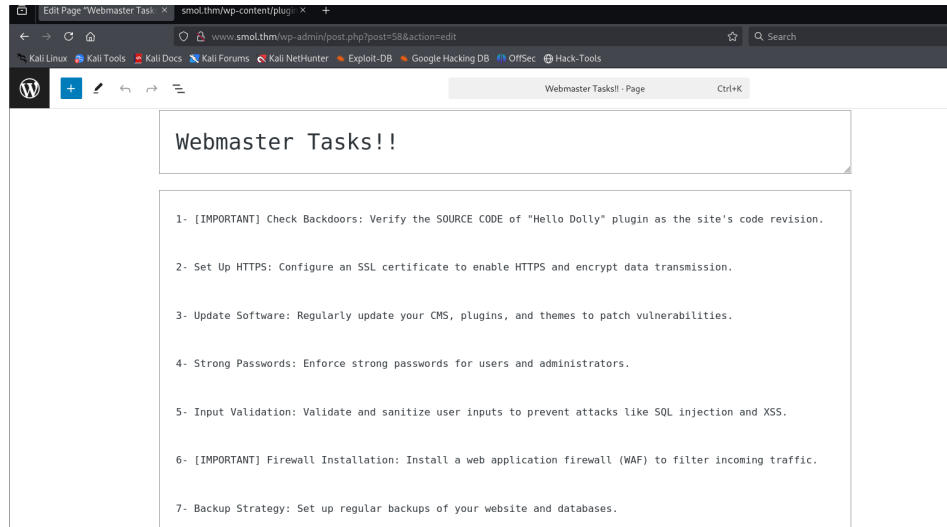 Edit Page "Webmaster Task
smol.thm/wp-content/plugi
www.smol.thm/wp-admin/post.php?post=58&action=edit
Search
Kali Linux Kali Tools Kali Docs Kali Forums Kali NetHunter Exploit-DB Google Hacking DB OffSec Hack-Tools
Webmaster Tasks!! · Page Ctrl+K
Webmaster Tasks!!
1- [IMPORTANT] Check Backdoors: Verify the SOURCE CODE of "Hello Dolly" plugin as the site's code revision.
2- Set Up HTTPS: Configure an SSL certificate to enable HTTPS and encrypt data transmission.
3- Update Software: Regularly update your CMS, plugins, and themes to patch vulnerabilities.
4- Strong Passwords: Enforce strong passwords for users and administrators.
5- Input Validation: Validate and sanitize user inputs to prevent attacks like SQL injection and XSS.
6- [IMPORTANT] Firewall Installation: Install a web application firewall (WAF) to filter incoming traffic.
7- Backup Strategy: Set up regular backups of your website and databases.